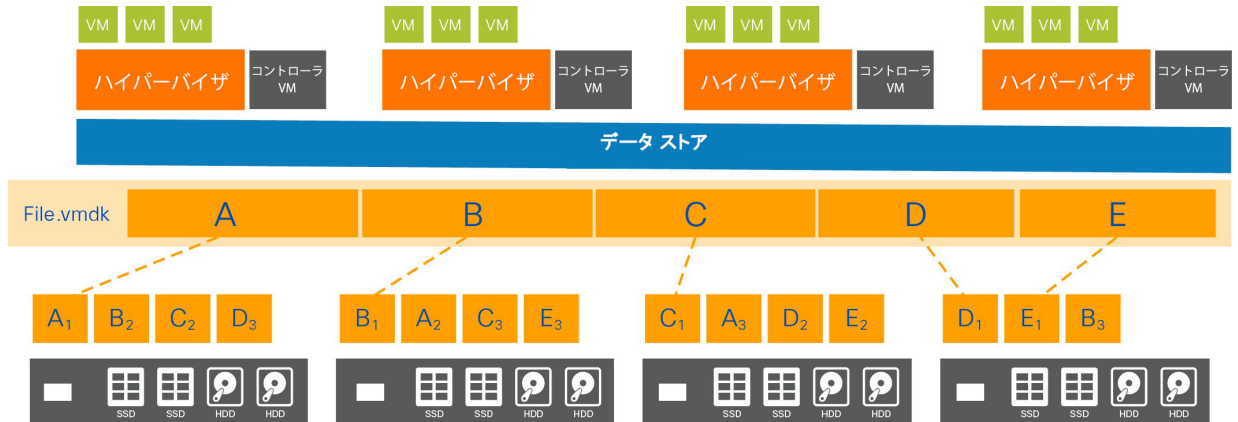 VM VM VM VM VM VM VM VM VM VM VM VM
ハイパーバイザ コントローラ ハイパーバイザ コントローラ ハイパーバイザ コントローラ ハイパーバイザ コントローラ
VM VM VM VM
データ ストア
File.vmdk A B C D E
A₁ B₂ C₂ D₃ B₁ A₂ C₃ E₃ C₁ A₃ D₂ E₂ D₁ E₁ B₃
SSD SSD HDD HDD SSD SSD HDD HDD SSD SSD HDD HDD SSD SSD HDD HDD